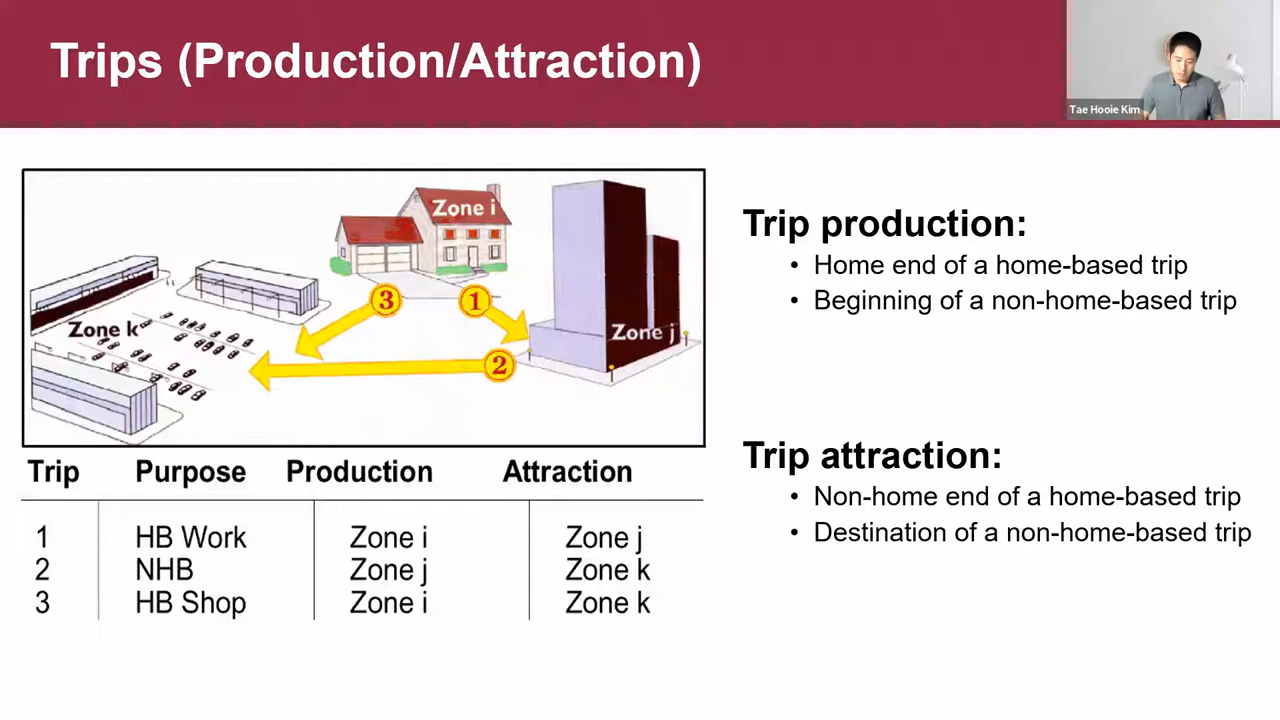 Trips (Production/Attraction)
Tae Hooie Kim
Zone i
3
1
Zone k
Zone j
2
Trip Purpose Production Attraction
1 HB Work Zone i Zone j
2 NHB Zone j Zone k
3 HB Shop Zone i Zone k
Trip production:
• Home end of a home-based trip
• Beginning of a non-home-based trip
Trip attraction:
• Non-home end of a home-based trip
• Destination of a non-home-based trip